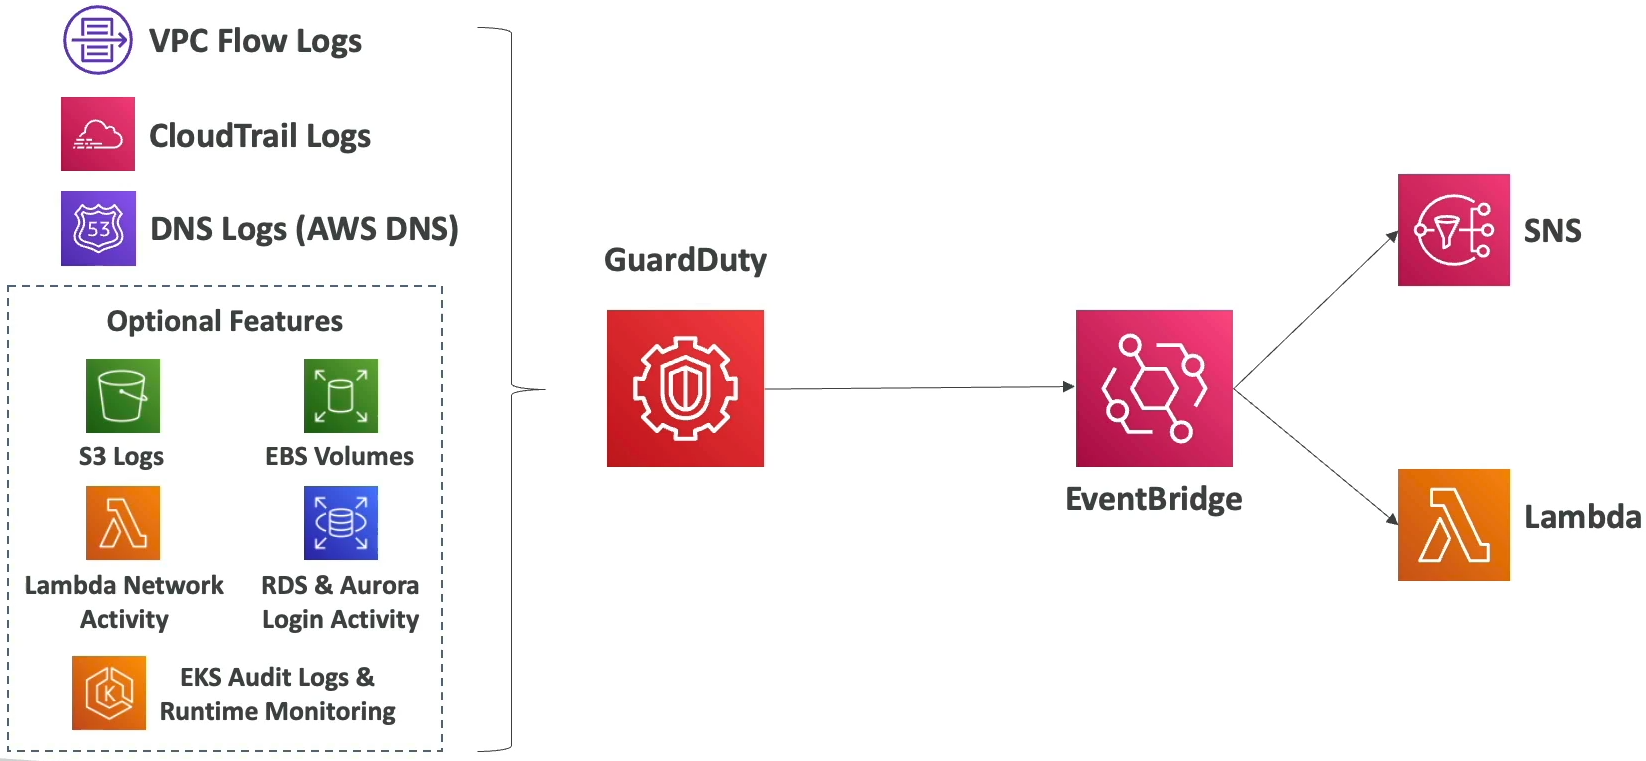 VPC Flow Logs
CloudTrail Logs
53
DNS Logs (AWS DNS)
Optional Features
S3 Logs
EBS Volumes
Lambda Network
Activity
RDS & Aurora
Login Activity
K
EKS Audit Logs &
Runtime Monitoring
GuardDuty
EventBridge
SNS
Lambda